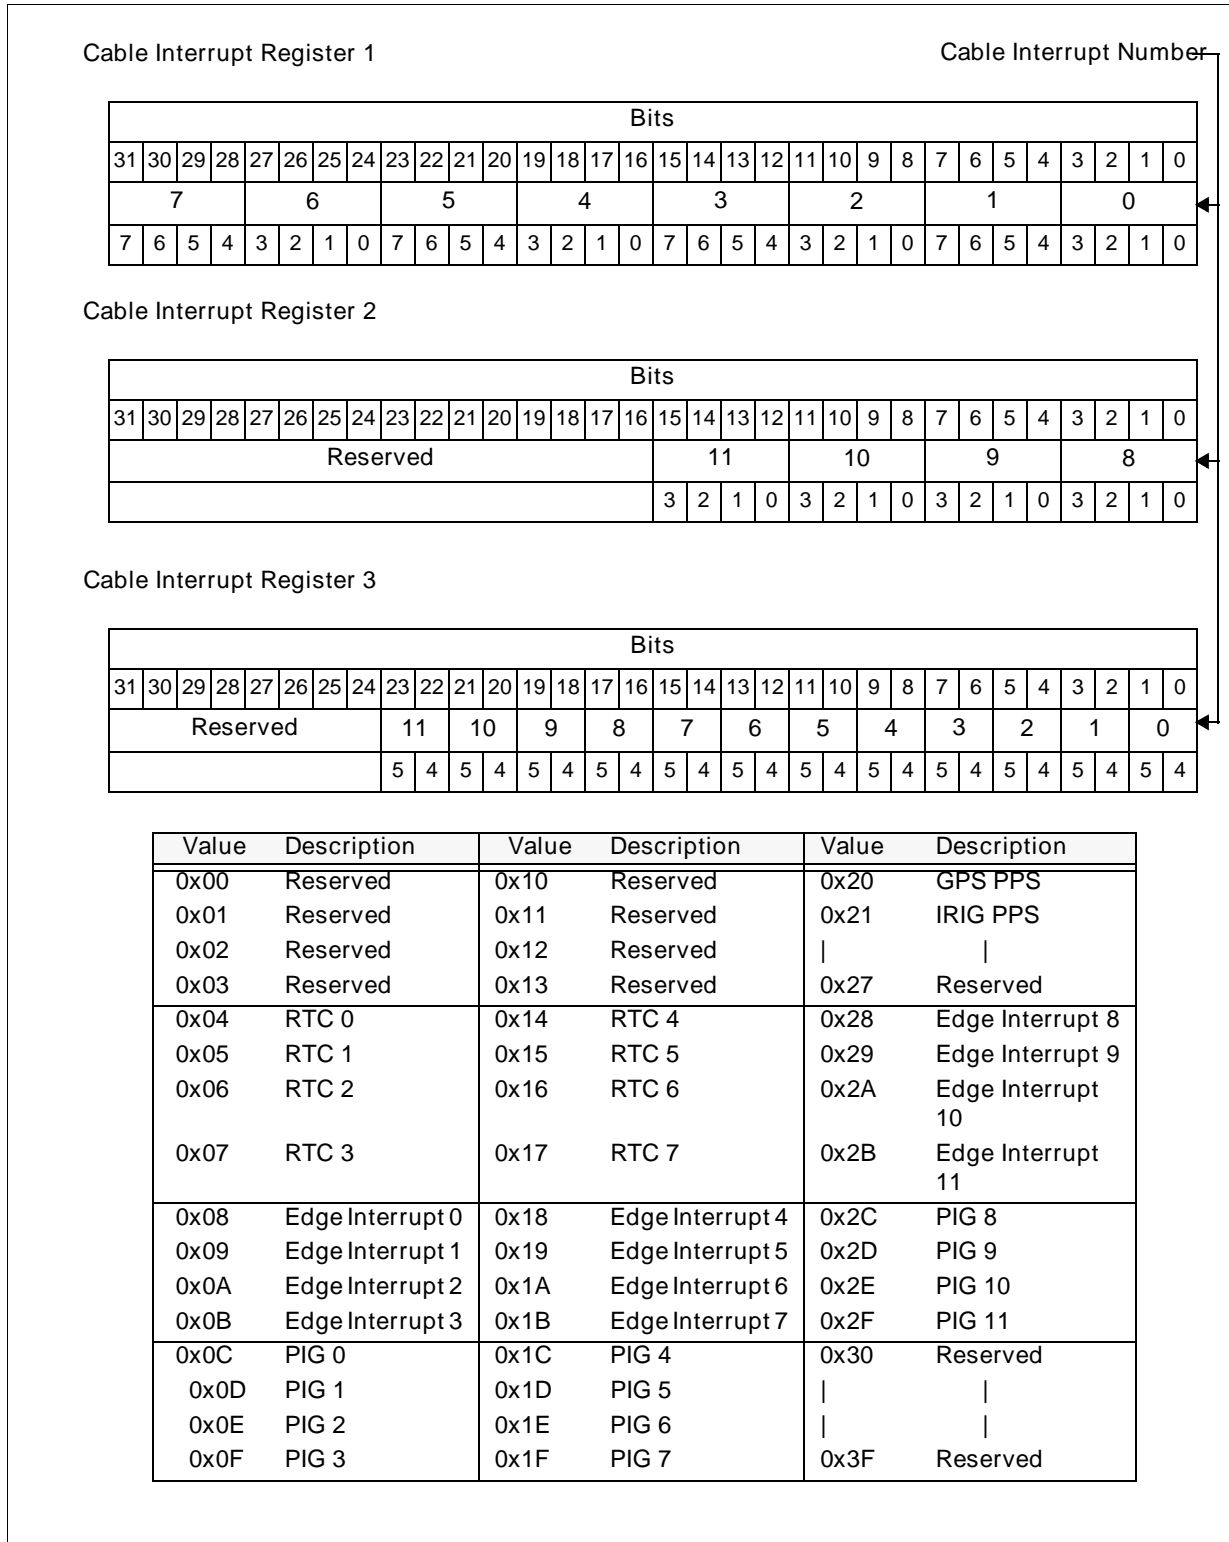 Cable Interrupt Register 1 Cable Interrupt Number
Bits
31 30 29 28 27 26 25 24 23 22 21 20 19 18 17 16 15 14 13 12 11 10 9 8 7 6 5 4 3 2 1 0
7 6 5 4 3 2 1 0
7 6 5 4 3 2 1 0 7 6 5 4 3 2 1 0 7 6 5 4 3 2 1 0 7 6 5 4 3 2 1 0
Cable Interrupt Register 2
Bits
31 30 29 28 27 26 25 24 23 22 21 20 19 18 17 16 15 14 13 12 11 10 9 8 7 6 5 4 3 2 1 0
Reserved 11 10 9 8
3 2 1 0 3 2 1 0 3 2 1 0 3 2 1 0
Cable Interrupt Register 3
Bits
31 30 29 28 27 26 25 24 23 22 21 20 19 18 17 16 15 14 13 12 11 10 9 8 7 6 5 4 3 2 1 0
Reserved 11 10 9 8 7 6 5 4 3 2 1 0
5 4 5 4 5 4 5 4 5 4 5 4 5 4 5 4 5 4 5 4 5 4 5 4
Value Description Value Description Value Description
0x00 Reserved 0x10 Reserved 0x20 GPS PPS
0x01 Reserved 0x11 Reserved 0x21 IRIG PPS
0x02 Reserved 0x12 Reserved | |
0x03 Reserved 0x13 Reserved 0x27 Reserved
0x04 RTC 0 0x14 RTC 4 0x28 Edge Interrupt 8
0x05 RTC 1 0x15 RTC 5 0x29 Edge Interrupt 9
0x06 RTC 2 0x16 RTC 6 0x2A Edge Interrupt
10
0x07 RTC 3 0x17 RTC 7 0x2B Edge Interrupt
11
0x08 Edge Interrupt 0 0x18 Edge Interrupt 4 0x2C PIG 8
0x09 Edge Interrupt 1 0x19 Edge Interrupt 5 0x2D PIG 9
0x0A Edge Interrupt 2 0x1A Edge Interrupt 6 0x2E PIG 10
0x0B Edge Interrupt 3 0x1B Edge Interrupt 7 0x2F PIG 11
0x0C PIG 0 0x1C PIG 4 0x30 Reserved
0x0D PIG 1 0x1D PIG 5 | |
0x0E PIG 2 0x1E PIG 6 | |
0x0F PIG 3 0x1F PIG 7 0x3F Reserved